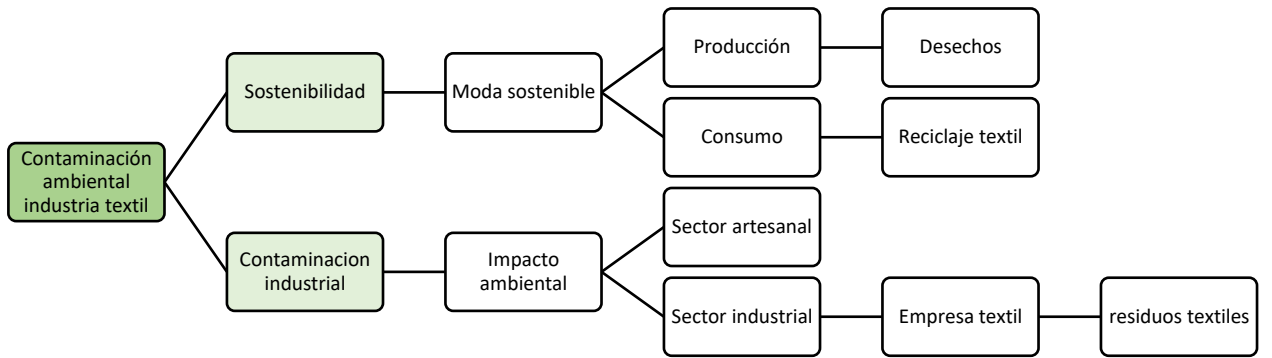 Contaminación
ambiental
industria textil
Sostenibilidad
Moda sostenible
Producción
Desechos
Consumo
Reciclaje textil
Contaminacion
industrial
Impacto
ambiental
Sector artesanal
Sector industrial
Empresa textil
residuos textiles